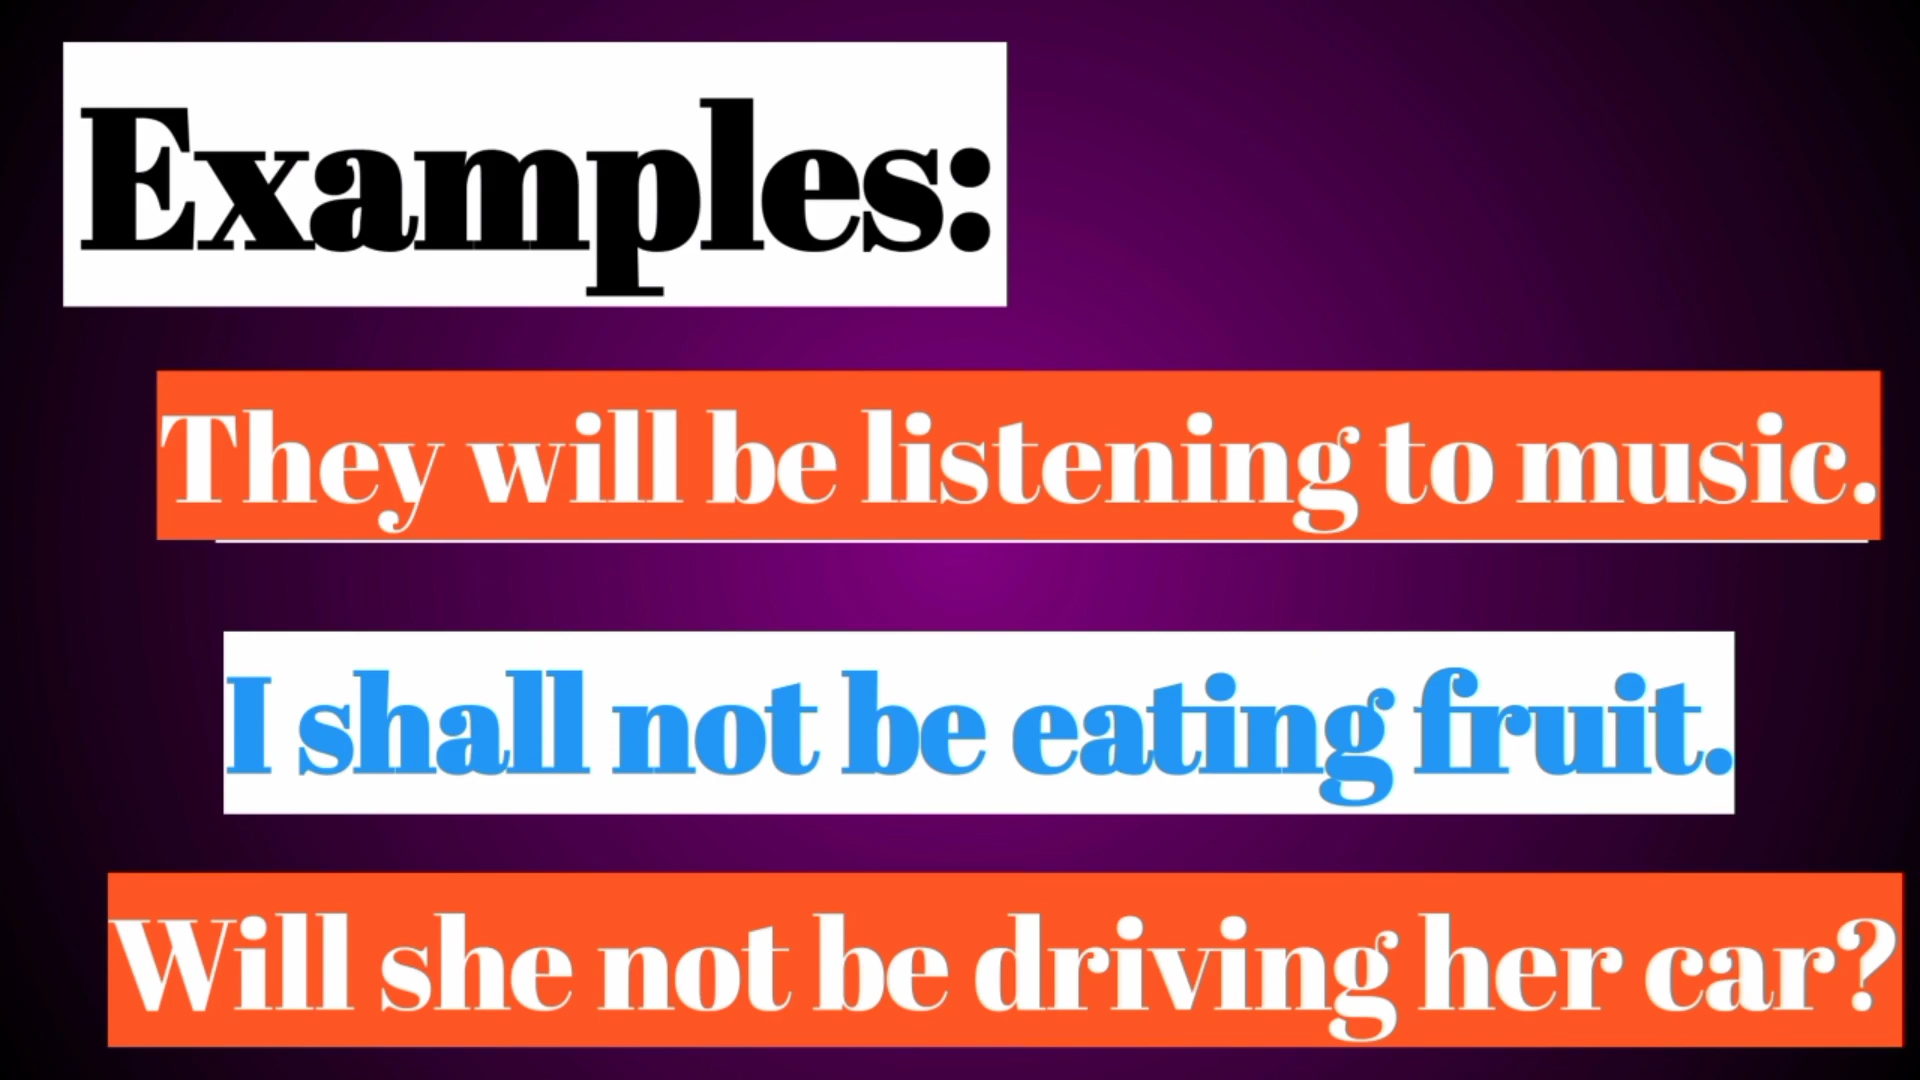 Examples:
They will be listening to music.
I shall not be eating fruit.
Will she not be driving her car?